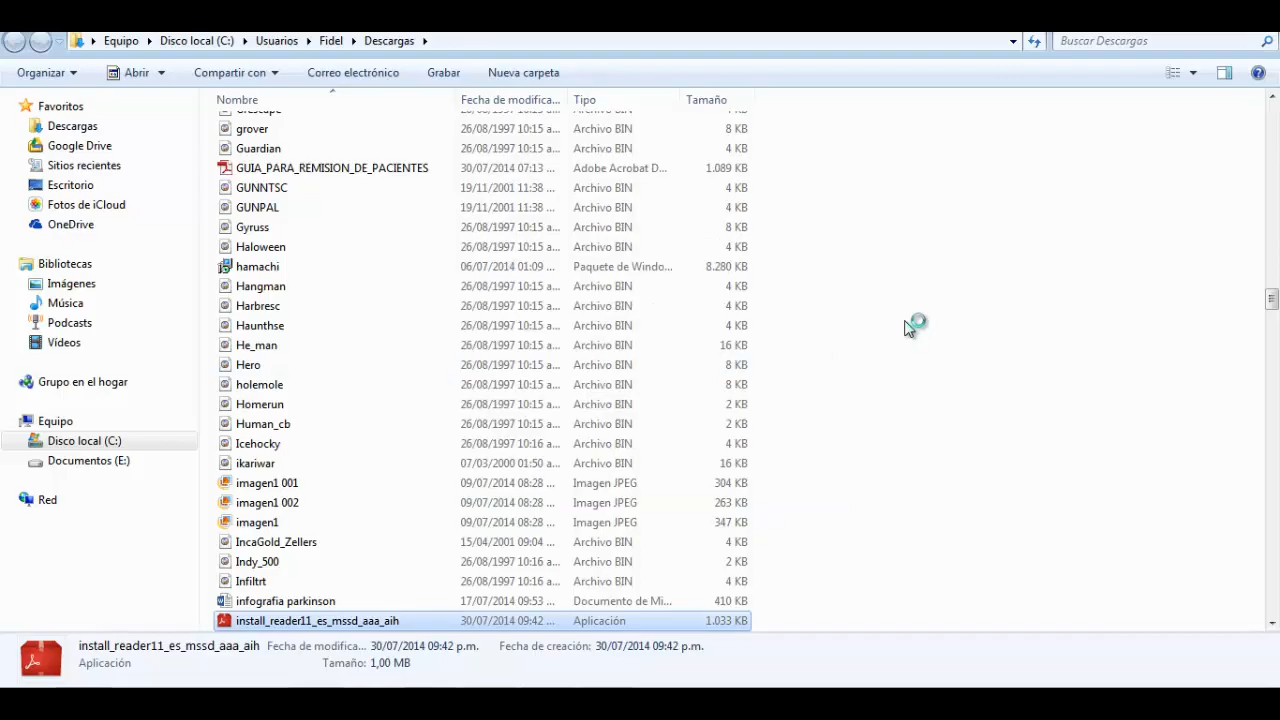 Equipo ▸ Disco local (C:) ▸ Usuarios ▸ Fidel ▸ Descargas ▸
Buscar Descargas
Organizar Abrir Compartir con Correo electrónico Grabar Nueva carpeta
Nombre Fecha de modifica... Tipo Tamaño
Favoritos
Descargas
Google Drive
Sitios recientes
Escritorio
Fotos de iCloud
OneDrive
Bibliotecas
Imágenes
Música
Podcasts
Vídeos
Grupo en el hogar
Equipo
Disco local (C:)
Documentos (E:)
Red
grover 26/08/1997 10:15 a... Archivo BIN 8 KB
Guardian 26/08/1997 10:15 a... Archivo BIN 4 KB
GUIA_PARA_REMISION_DE_PACIENTES 30/07/2014 07:13 ... Adobe Acrobat D... 1.089 KB
GUNNTSC 19/11/2001 11:38 ... Archivo BIN 4 KB
GUNPAL 19/11/2001 11:38 ... Archivo BIN 4 KB
Gyruss 26/08/1997 10:15 a... Archivo BIN 8 KB
Haloween 26/08/1997 10:15 a... Archivo BIN 4 KB
hamachi 06/07/2014 01:09 ... Paquete de Windo... 8.280 KB
Hangman 26/08/1997 10:15 a... Archivo BIN 4 KB
Harbresc 26/08/1997 10:15 a... Archivo BIN 4 KB
Haunthse 26/08/1997 10:15 a... Archivo BIN 4 KB
He_man 26/08/1997 10:15 a... Archivo BIN 16 KB
Hero 26/08/1997 10:15 a... Archivo BIN 8 KB
holemole 26/08/1997 10:15 a... Archivo BIN 8 KB
Homerun 26/08/1997 10:15 a... Archivo BIN 2 KB
Human_cb 26/08/1997 10:15 a... Archivo BIN 2 KB
Icehocky 26/08/1997 10:16 a... Archivo BIN 4 KB
ikariwar 07/03/2000 01:50 a... Archivo BIN 16 KB
imagen1 001 09/07/2014 08:28 ... Imagen JPEG 304 KB
imagen1 002 09/07/2014 08:28 ... Imagen JPEG 263 KB
imagen1 09/07/2014 08:28 ... Imagen JPEG 347 KB
IncaGold_Zellers 15/04/2001 09:04 ... Archivo BIN 4 KB
Indy_500 26/08/1997 10:16 a... Archivo BIN 2 KB
Infiltrt 26/08/1997 10:16 a... Archivo BIN 4 KB
infografia parkinson 17/07/2014 09:53 ... Documento de Mi... 410 KB
install_reader11_es_mssd_aaa_aih 30/07/2014 09:42 ... Aplicación 1.033 KB
install_reader11_es_mssd_aaa_aih Fecha de modifica... 30/07/2014 09:42 p.m. Fecha de creación: 30/07/2014 09:42 p.m.
Aplicación Tamaño: 1,00 MB